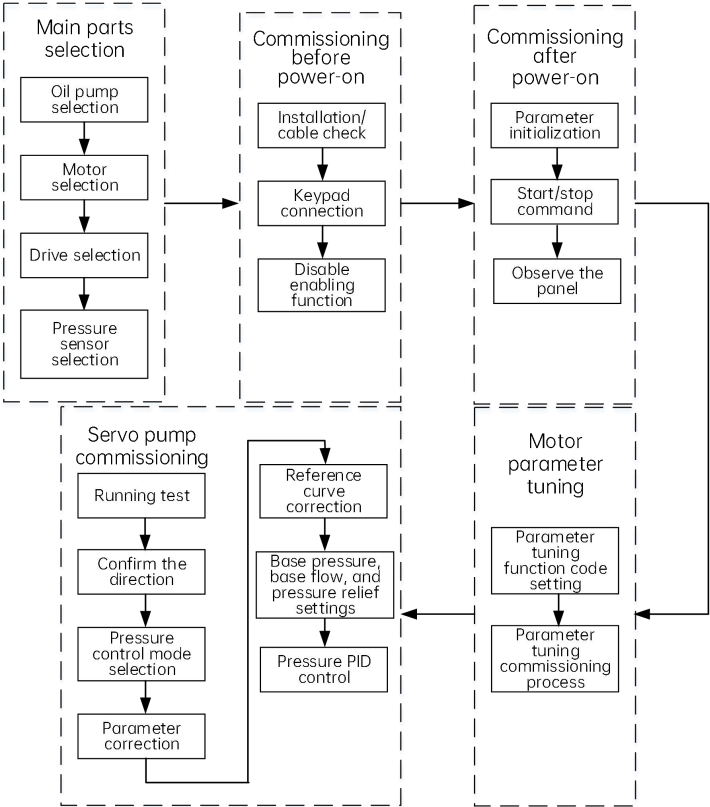 Main parts
selection
Oil pump
selection
Motor
selection
Drive selection
Pressure
sensor
selection
Commissioning
before
power-on
Installation/
cable check
Keypad
connection
Disable
enabling
function
Commissioning
after
power-on
Parameter
initialization
Start/stop
command
Observe the
panel
Motor
parameter
tuning
Parameter
tuning
function code
setting
Parameter
tuning
commissioning
process
Servo pump
commissioning
Running test
Confirm the
direction
Pressure
control mode
selection
Parameter
correction
Reference
curve
correction
Base pressure,
base flow, and
pressure relief
settings
Pressure PID
control